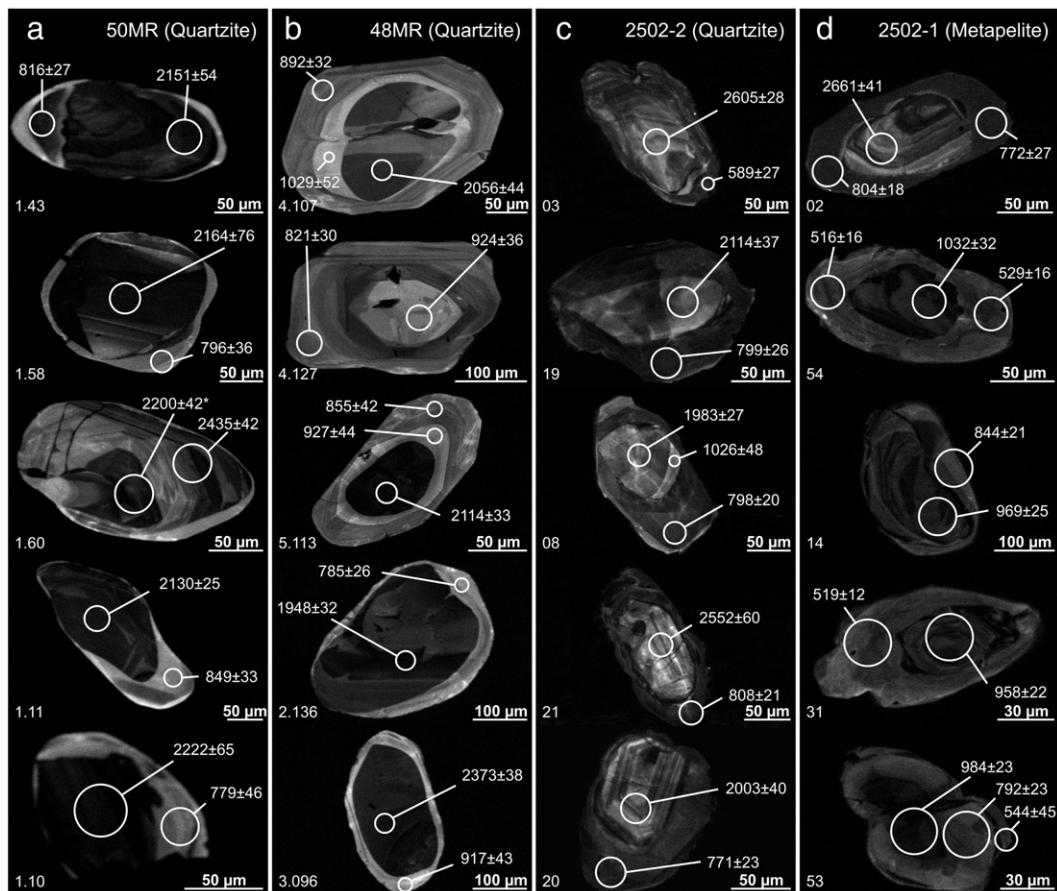 a 50MR (Quartzite)
816±27
2151±54
1.43
50 µm
2164±76
796±36
1.58
50 µm
2200±42*
2435±42
1.60
50 µm
2130±25
849±33
1.11
50 µm
2222±65
779±46
1.10
50 µm
b 48MR (Quartzite)
892±32
1029±52
2056±44
4.107
50 µm
821±30
924±36
4.127
100 µm
855±42
927±44
2114±33
5.113
50 µm
785±26
1948±32
2.136
100 µm
2373±38
917±43
3.096
100 µm
c 2502-2 (Quartzite)
2605±28
589±27
03
50 µm
2114±37
799±26
19
50 µm
1983±27
1026±48
798±20
08
50 µm
2552±60
808±21
21
50 µm
2003±40
771±23
20
50 µm
d 2502-1 (Metapelite)
2661±41
772±27
804±18
02
50 µm
516±16
1032±32
529±16
54
50 µm
844±21
969±25
14
100 µm
519±12
958±22
31
30 µm
984±23
792±23
544±45
53
30 µm